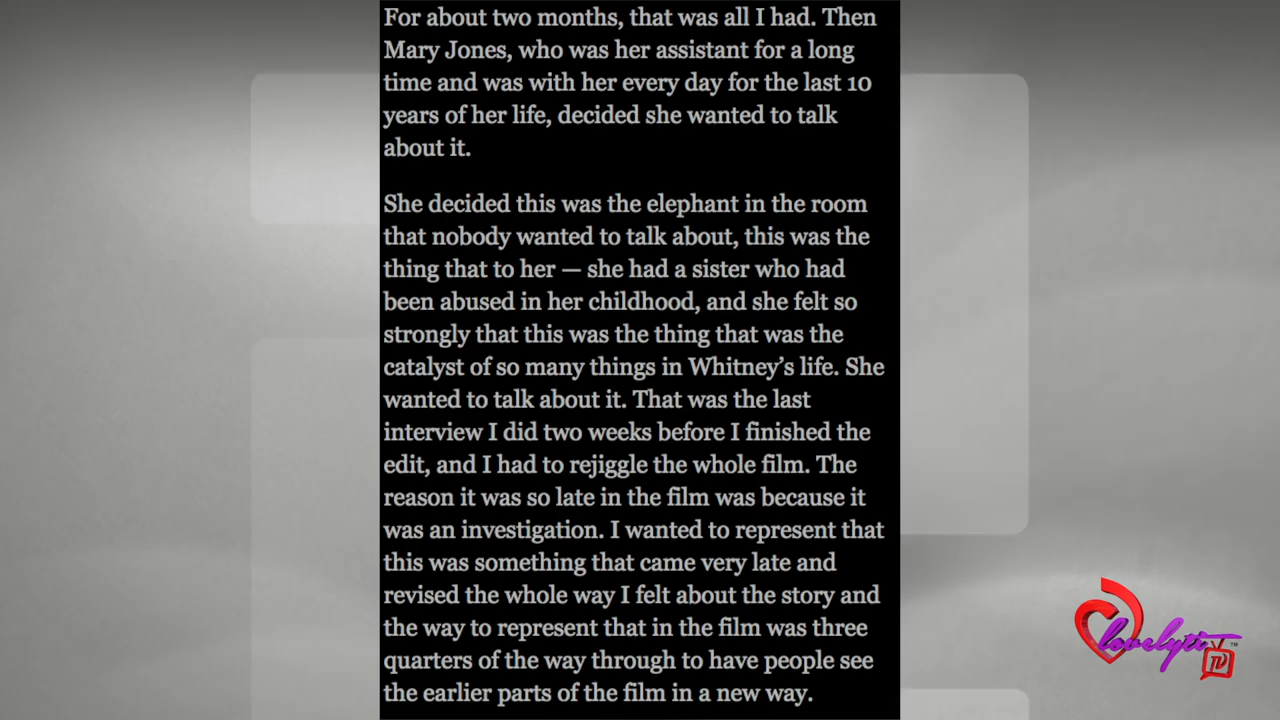 For about two months, that was all I had. Then
Mary Jones, who was her assistant for a long
time and was with her every day for the last 10
years of her life, decided she wanted to talk
about it.
She decided this was the elephant in the room
that nobody wanted to talk about, this was the
thing that to her — she had a sister who had
been abused in her childhood, and she felt so
strongly that this was the thing that was the
catalyst of so many things in Whitney’s life. She
wanted to talk about it. That was the last
interview I did two weeks before I finished the
edit, and I had to rejiggle the whole film. The
reason it was so late in the film was because it
was an investigation. I wanted to represent that
this was something that came very late and
revised the whole way I felt about the story and
the way to represent that in the film was three
quarters of the way through to have people see
the earlier parts of the film in a new way.
lovelyti
TV
™